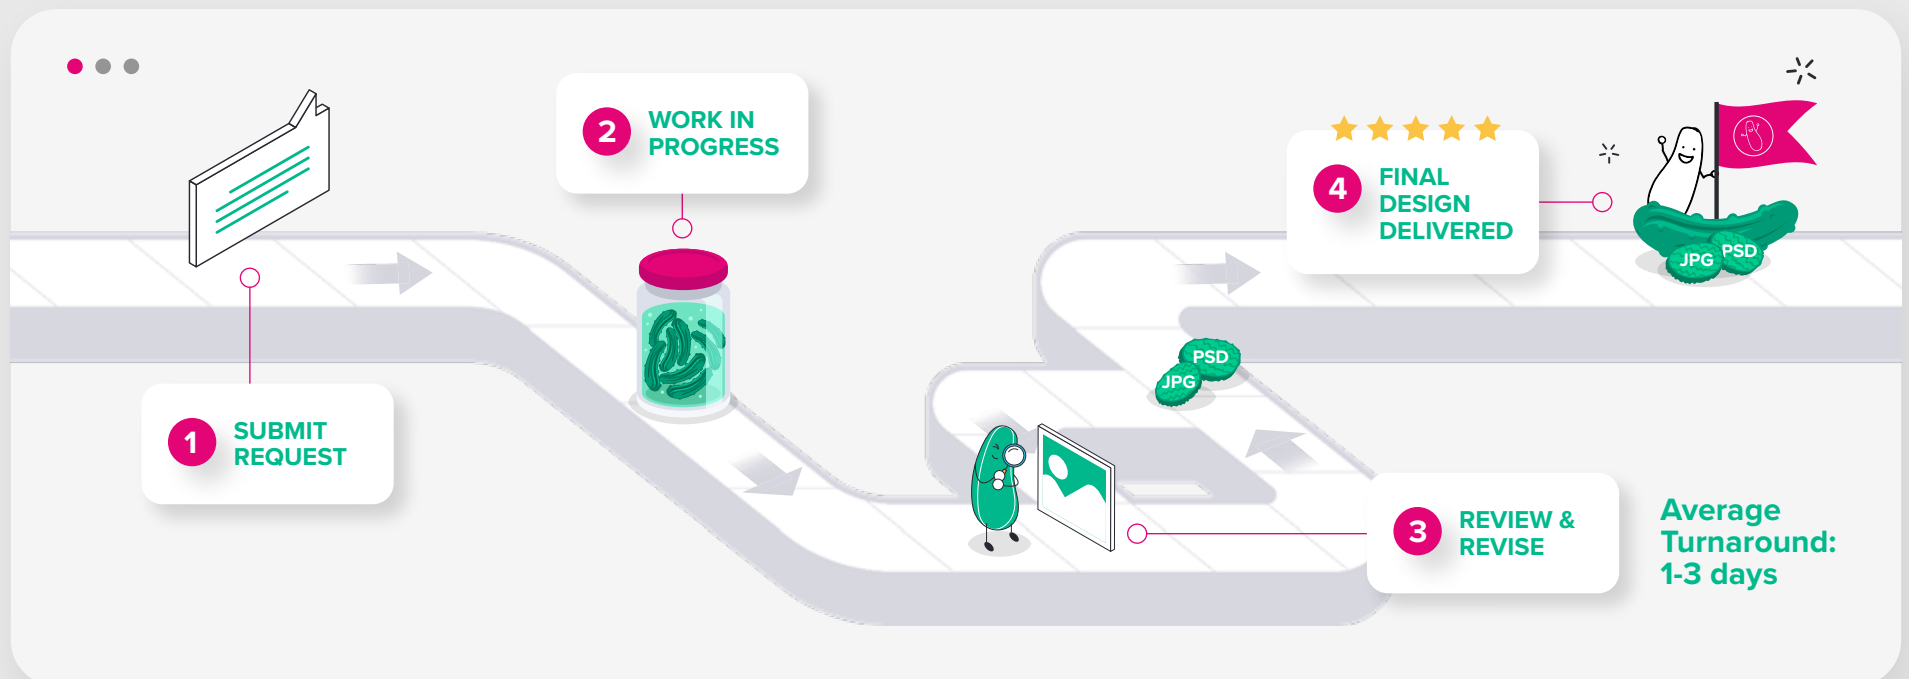 1
SUBMIT
REQUEST
2
WORK IN
PROGRESS
3
REVIEW &
REVISE
PSD
JPG
4
FINAL
DESIGN
DELIVERED
PSD
JPG
Average
Turnaround:
1-3 days